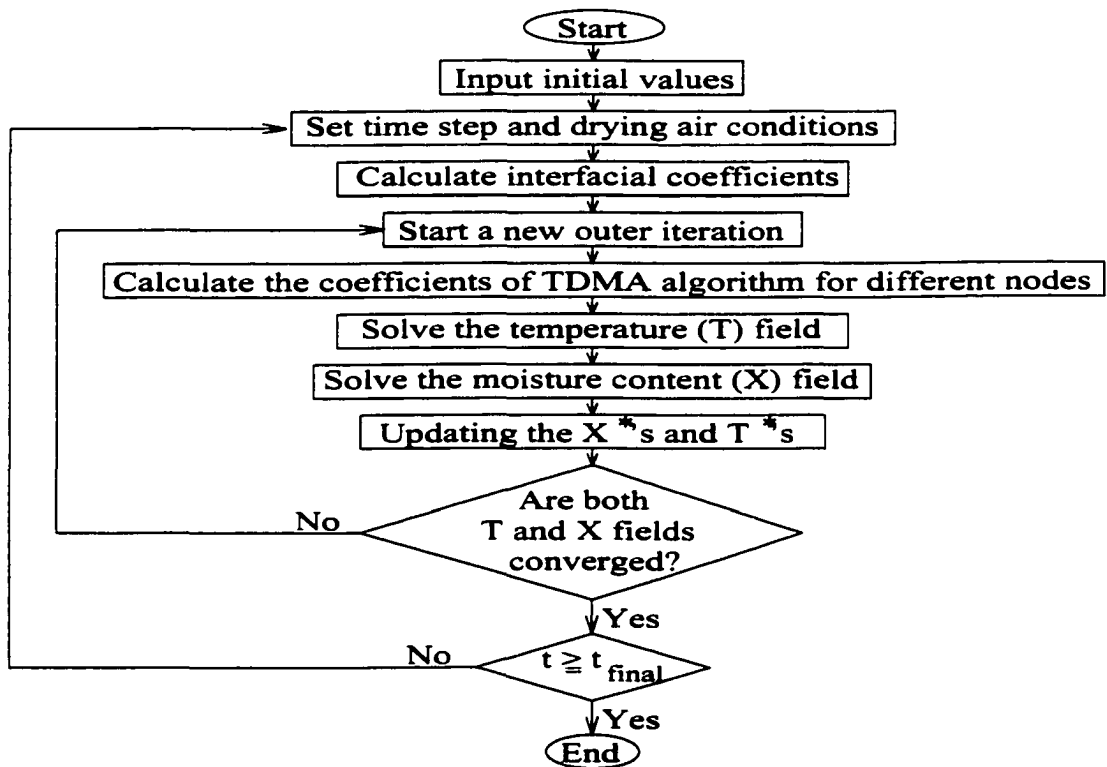 Start
Input initial values
Set time step and drying air conditions
Calculate interfacial coefficients
Start a new outer iteration
Calculate the coefficients of TDMA algorithm for different nodes
Solve the temperature (T) field
Solve the moisture content (X) field
Updating the X *'s and T *'s
Are both
No
T and X fields
converged?
Yes
No
t ≧ t final
Yes
End